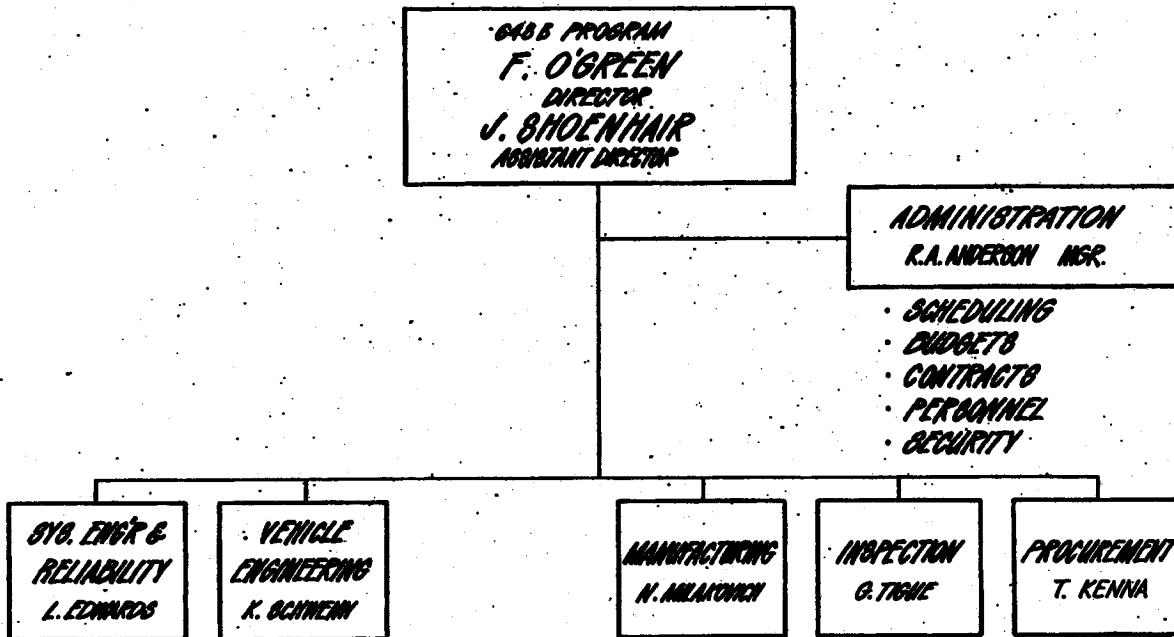 648B PROGRAM
F. O'GREEN
DIRECTOR
J. SHOENHAIR
ASSISTANT DIRECTOR
ADMINISTRATION
R.A. ANDERSON MGR.
· SCHEDULING
· BUDGETS
· CONTRACTS
· PERSONNEL
· SECURITY
SYS. ENG'R &
RELIABILITY
L. EDWARDS
VEHICLE
ENGINEERING
K. SCHWENN
MANUFACTURING
N. MILAKOVICH
INSPECTION
G. TIGUE
PROCUREMENT
T. KENNA